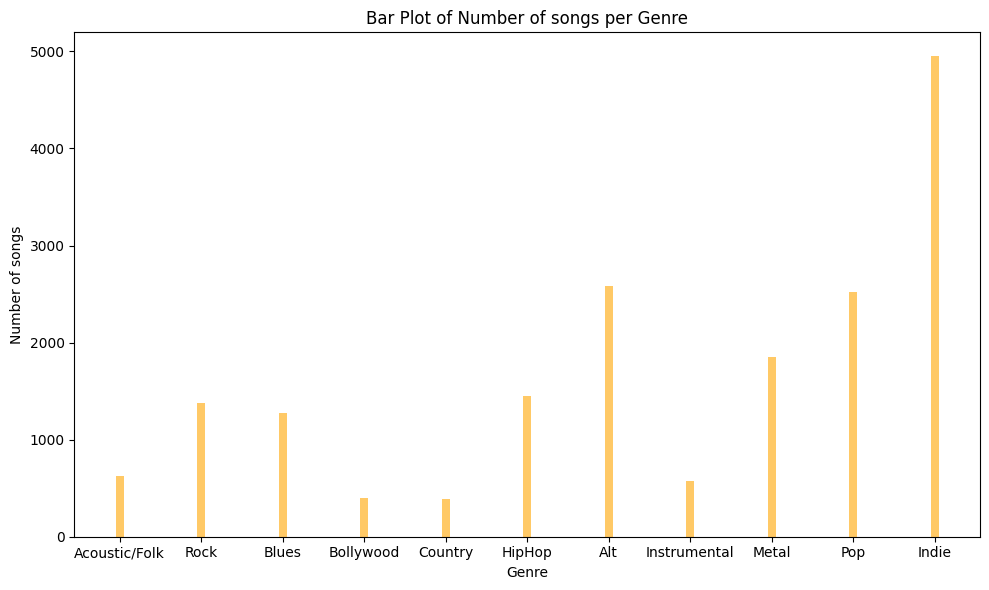 Bar Plot of Number of songs per Genre
Number of songs
5000
4000
3000
2000
1000
0
Acoustic/Folk Rock Blues Bollywood Country HipHop Alt Instrumental Metal Pop Indie
Genre